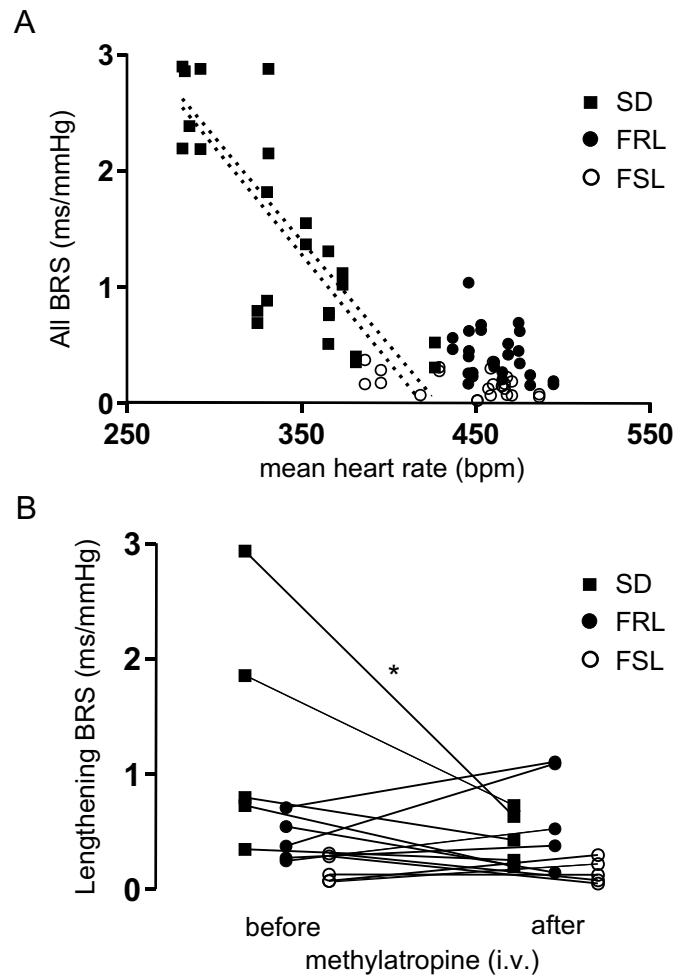 A
All BRS (ms/mmHg)
3
2
1
0
250 350 450 550
mean heart rate (bpm)
SD
FRL
FSL
B
Lengthening BRS (ms/mmHg)
3
2
1
0
*
SD
FRL
FSL
before after
methylatropine (i.v.)